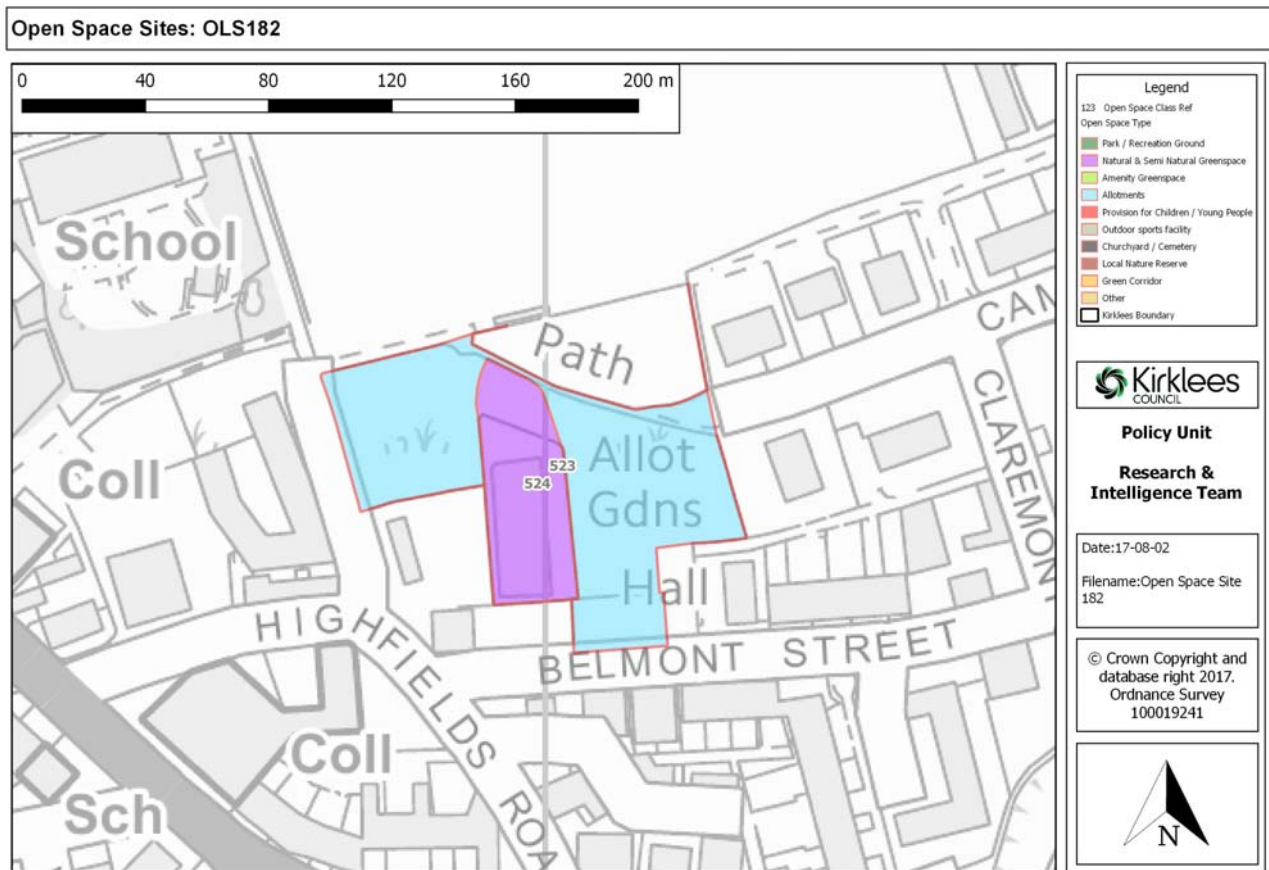 Open Space Sites: OLS182
0 40 80 120 160 200 m
School
Path
CAM
CLAREMONT
Coll
Allot
Gdns
523
524
Hall
HIGHFIELDS ROA
BELMONT STREET
Coll
Sch
Legend
123 Open Space Class Ref
Open Space Type
Park / Recreation Ground
Natural & Semi Natural Greenspace
Amenity Greenspace
Allotments
Provision for Children / Young People
Outdoor sports facility
Churchyard / Cemetery
Local Nature Reserve
Green Corridor
Other
Kirklees Boundary
Kirklees
COUNCIL
Policy Unit
Research &
Intelligence Team
Date:17-08-02
Filename:Open Space Site
182
© Crown Copyright and
database right 2017.
Ordnance Survey
100019241
N